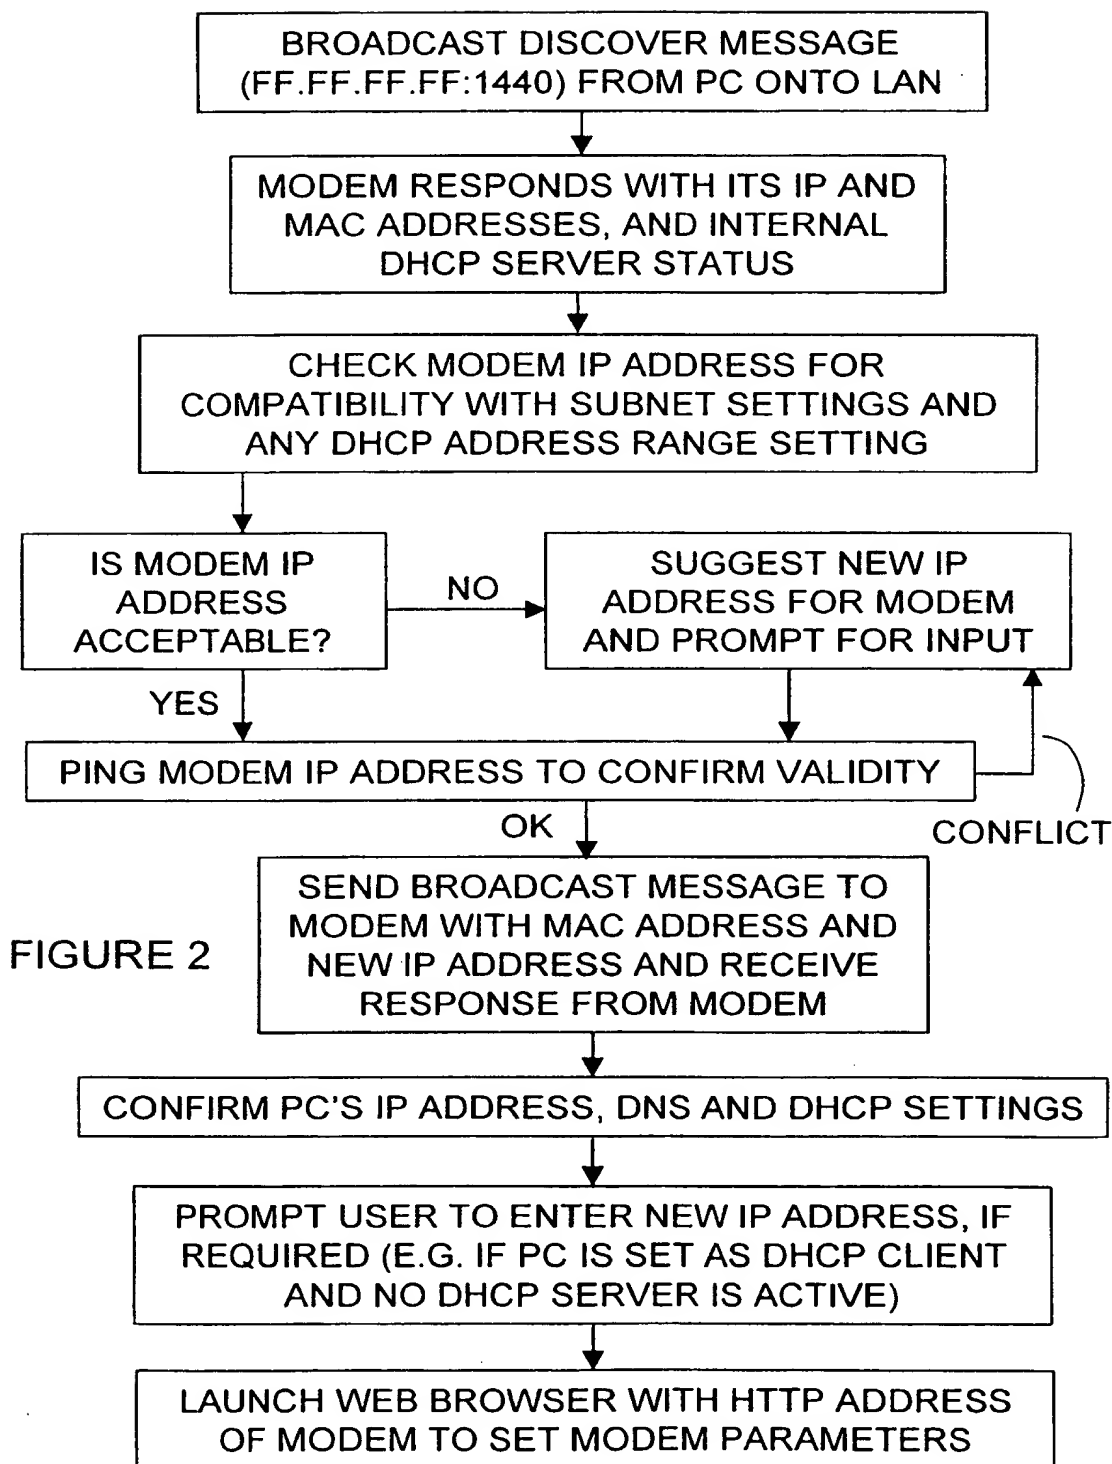 BROADCAST DISCOVER MESSAGE
(FF.FF.FF.FF:1440) FROM PC ONTO LAN
MODEM RESPONDS WITH ITS IP AND
MAC ADDRESSES, AND INTERNAL
DHCP SERVER STATUS
CHECK MODEM IP ADDRESS FOR
COMPATIBILITY WITH SUBNET SETTINGS AND
ANY DHCP ADDRESS RANGE SETTING
IS MODEM IP
ADDRESS
ACCEPTABLE?
NO
SUGGEST NEW IP
ADDRESS FOR MODEM
AND PROMPT FOR INPUT
YES
PING MODEM IP ADDRESS TO CONFIRM VALIDITY
OK
CONFLICT
SEND BROADCAST MESSAGE TO
MODEM WITH MAC ADDRESS AND
NEW IP ADDRESS AND RECEIVE
RESPONSE FROM MODEM
FIGURE 2
CONFIRM PC'S IP ADDRESS, DNS AND DHCP SETTINGS
PROMPT USER TO ENTER NEW IP ADDRESS, IF
REQUIRED (E.G. IF PC IS SET AS DHCP CLIENT
AND NO DHCP SERVER IS ACTIVE)
LAUNCH WEB BROWSER WITH HTTP ADDRESS
OF MODEM TO SET MODEM PARAMETERS